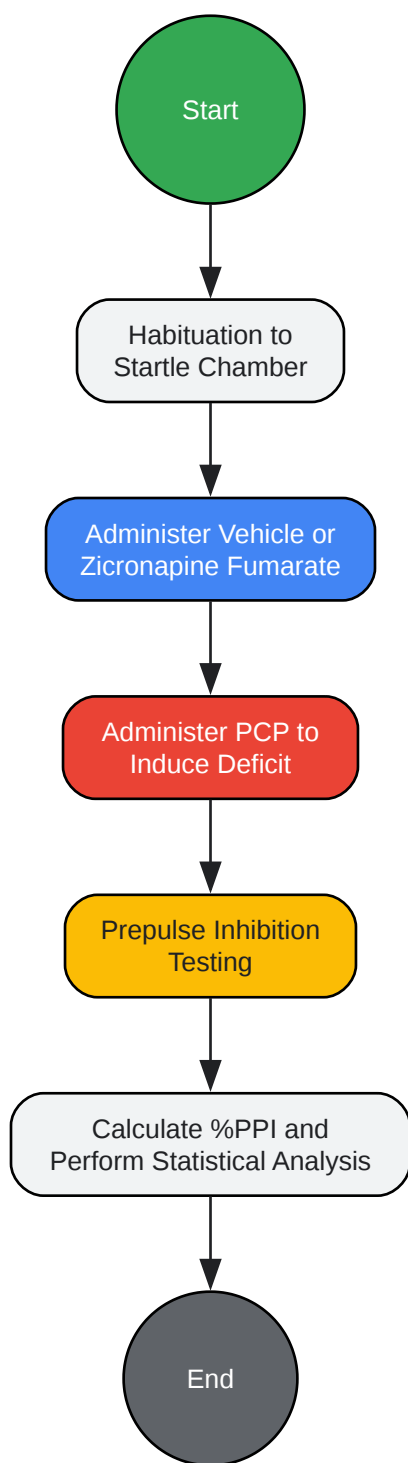 Start
Habituation to
Startle Chamber
Administer Vehicle or
Zicronapine Fumarate
Administer PCP to
Induce Deficit
Prepulse Inhibition
Testing
Calculate %PPI and
Perform Statistical Analysis
End